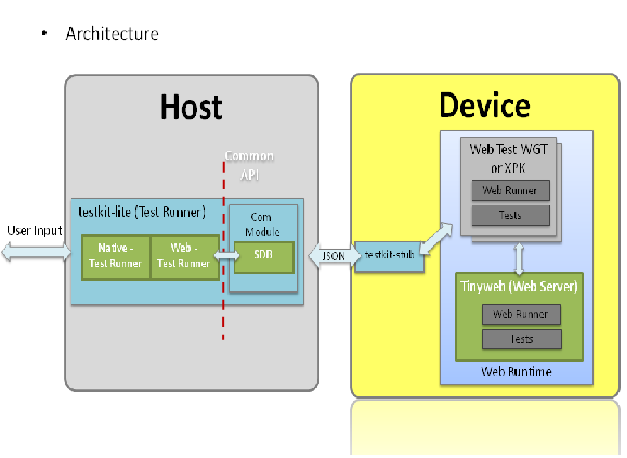 • Architecture
Host
Device
Common
API
Web Test WGT
or XPK
Web Runner
Tests
testkit-lite (Test Runner)
Com
Module
User Input
Native -
Test Runner
Web -
Test Runner
SDB
JSON
testkit-stub
Tinyweb (Web Server)
Web Runner
Tests
Web Runtime